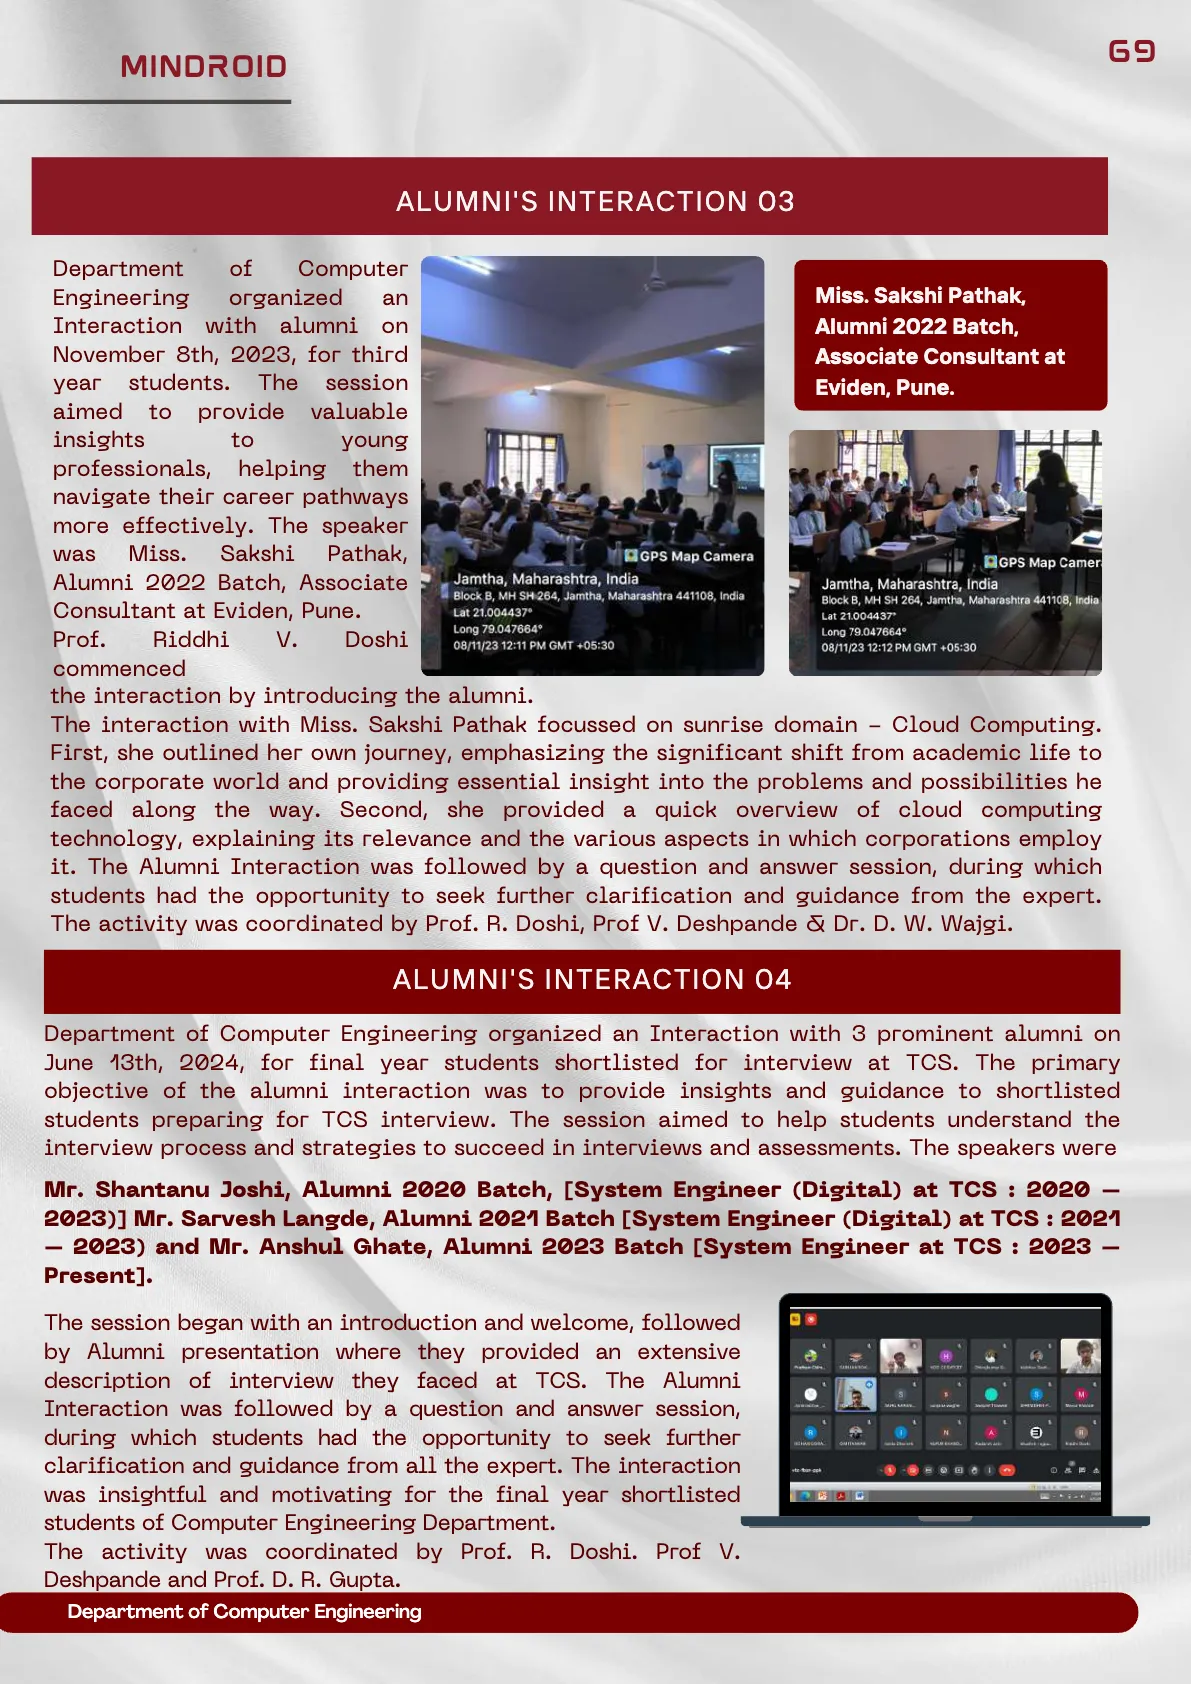 MINDROID
69
ALUMNI'S INTERACTION 03
Department of Computer
Engineering organized an
Interaction with alumni on
November 8th, 2023, for third
year students. The session
aimed to provide valuable
insights to young
professionals, helping them
navigate their career pathways
more effectively. The speaker
was Miss. Sakshi Pathak,
Alumni 2022 Batch, Associate
Consultant at Eviden, Pune.
Prof. Riddhi V. Doshi
commenced
the interaction by introducing the alumni.
GPS Map Camera
Jamtha, Maharashtra, India
Block B, MH SH 264, Jamtha, Maharashtra 441108, India
Lat 21.004437°
Long 79.047664°
08/11/23 12:11 PM GMT +05:30
Miss. Sakshi Pathak,
Alumni 2022 Batch,
Associate Consultant at
Eviden, Pune.
GPS Map Camer
Jamtha, Maharashtra, India
Block B, MH SH 264, Jamtha, Maharashtra 441108, India
Lat 21.004437°
Long 79.047664°
08/11/23 12:12 PM GMT +05:30
The interaction with Miss. Sakshi Pathak focussed on sunrise domain – Cloud Computing.
First, she outlined her own journey, emphasizing the significant shift from academic life to
the corporate world and providing essential insight into the problems and possibilities he
faced along the way. Second, she provided a quick overview of cloud computing
technology, explaining its relevance and the various aspects in which corporations employ
it. The Alumni Interaction was followed by a question and answer session, during which
students had the opportunity to seek further clarification and guidance from the expert.
The activity was coordinated by Prof. R. Doshi, Prof V. Deshpande & Dr. D. W. Wajgi.
ALUMNI'S INTERACTION 04
Department of Computer Engineering organized an Interaction with 3 prominent alumni on
June 13th, 2024, for final year students shortlisted for interview at TCS. The primary
objective of the alumni interaction was to provide insights and guidance to shortlisted
students preparing for TCS interview. The session aimed to help students understand the
interview process and strategies to succeed in interviews and assessments. The speakers were
Mr. Shantanu Joshi, Alumni 2020 Batch, [System Engineer (Digital) at TCS : 2020 –
2023)] Mr. Sarvesh Langde, Alumni 2021 Batch [System Engineer (Digital) at TCS : 2021
– 2023) and Mr. Anshul Ghate, Alumni 2023 Batch [System Engineer at TCS : 2023 –
Present].
The session began with an introduction and welcome, followed
by Alumni presentation where they provided an extensive
description of interview they faced at TCS. The Alumni
Interaction was followed by a question and answer session,
during which students had the opportunity to seek further
clarification and guidance from all the expert. The interaction
was insightful and motivating for the final year shortlisted
students of Computer Engineering Department.
The activity was coordinated by Prof. R. Doshi. Prof V.
Deshpande and Prof. D. R. Gupta.
Department of Computer Engineering